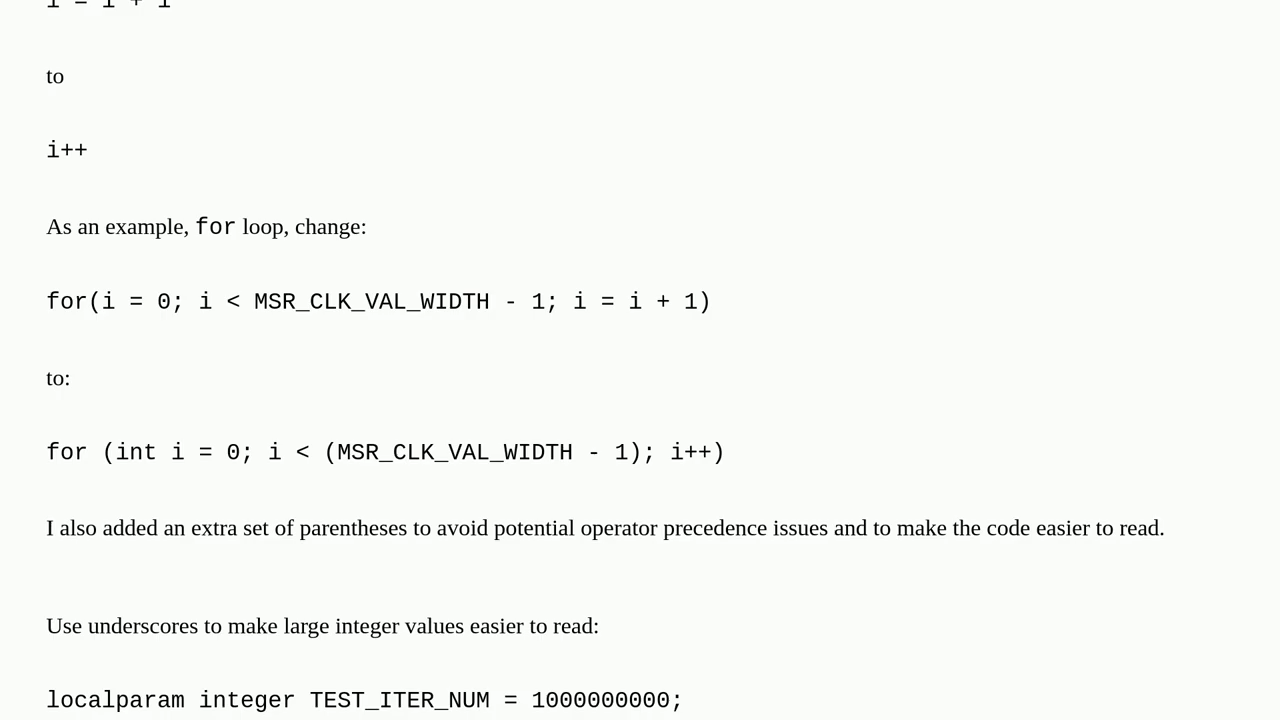 i = i + 1
to
i++
As an example, for loop, change:
for(i = 0; i < MSR_CLK_VAL_WIDTH - 1; i = i + 1)
to:
for (int i = 0; i < (MSR_CLK_VAL_WIDTH - 1); i++)
I also added an extra set of parentheses to avoid potential operator precedence issues and to make the code easier to read.
Use underscores to make large integer values easier to read:
localparam integer TEST_ITER_NUM = 1000000000;